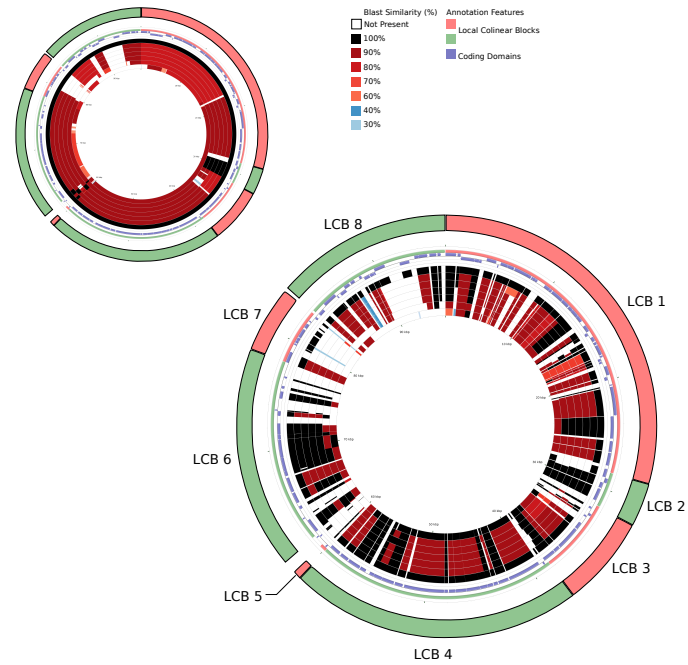 Blast Similarity (%)
Not Present
100%
90%
80%
70%
60%
40%
30%
Annotation Features
Local Colinear Blocks
Coding Domains
LCB 8
LCB 1
LCB 7
LCB 6
LCB 2
LCB 3
LCB 5
LCB 4